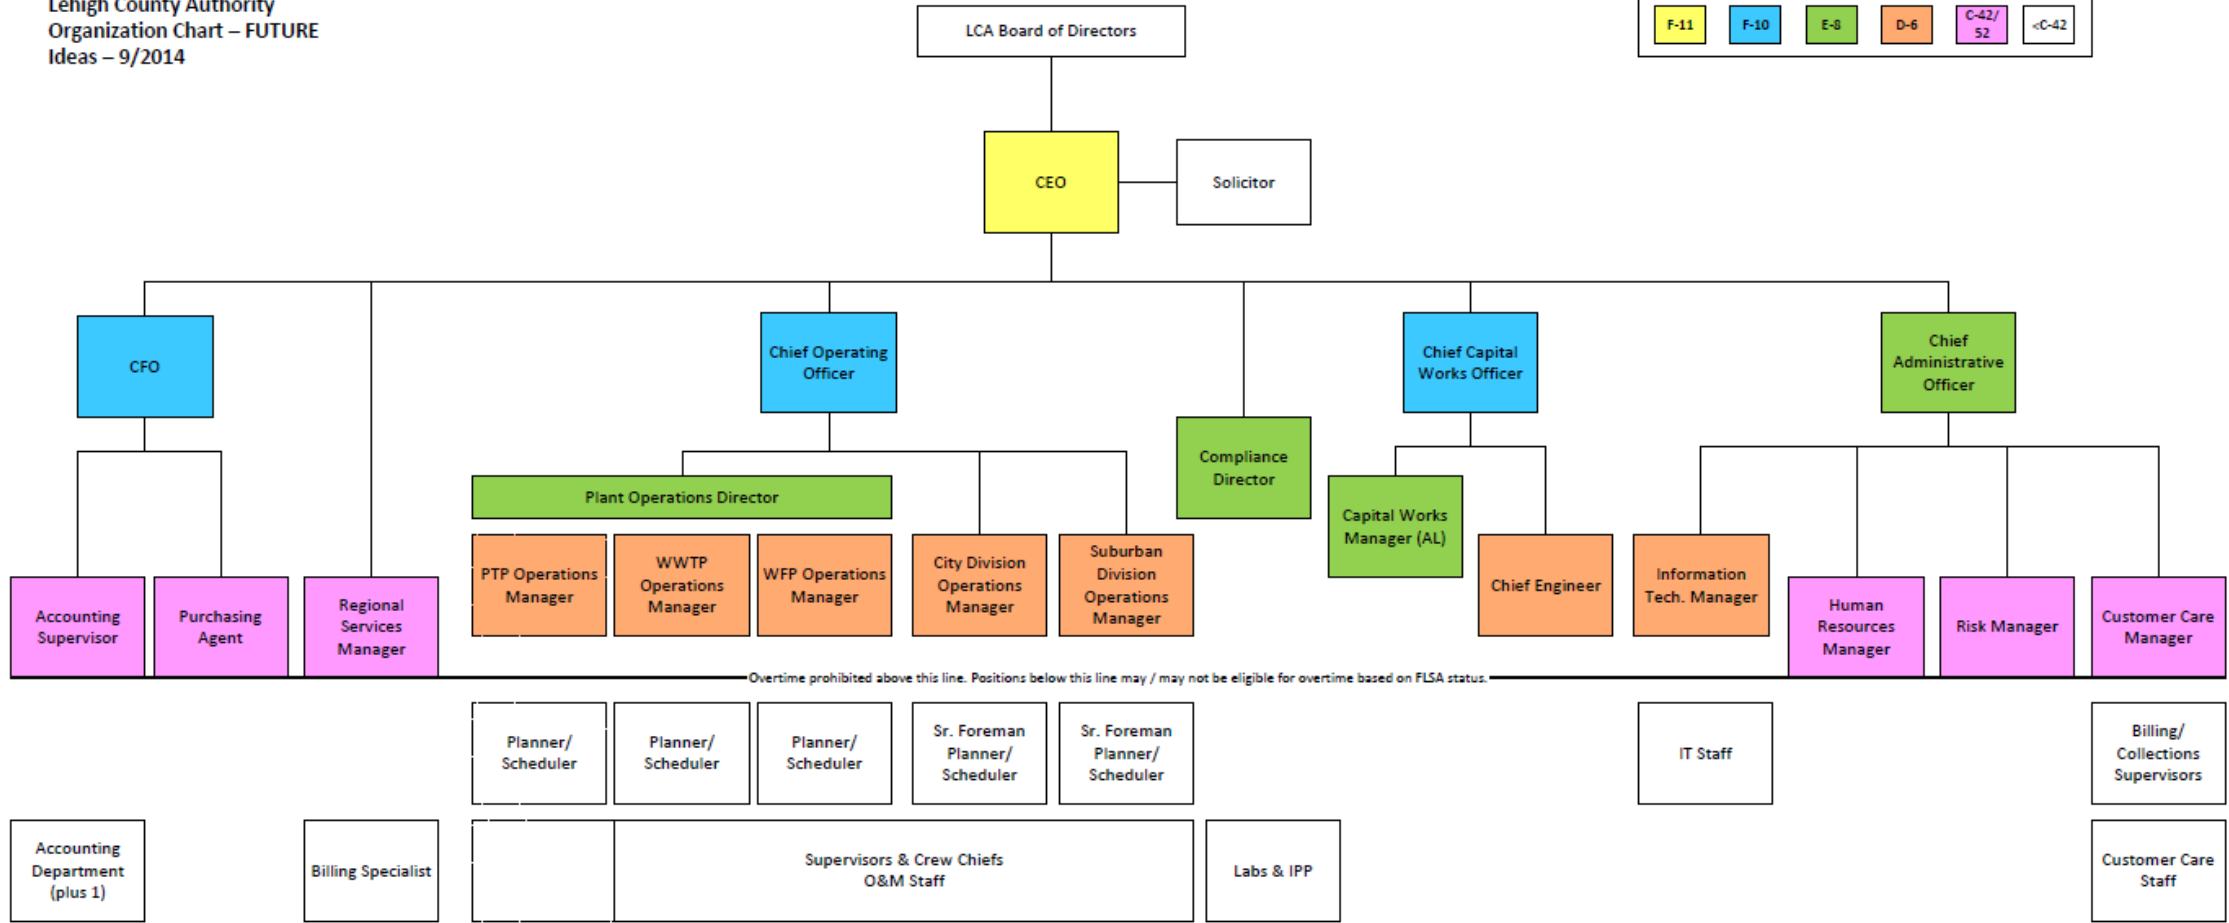 Lehigh County Authority
Organization Chart – FUTURE
Ideas – 9/2014
LCA Board of Directors
F-11
F-10
E-8
D-6
C-42/
52
<C-42
CEO
Solicitor
CFO
Chief Operating
Officer
Chief Capital
Works Officer
Chief
Administrative
Officer
Compliance
Director
Plant Operations Director
Capital Works
Manager (AL)
PTP Operations
Manager
WWTP
Operations
Manager
WFP Operations
Manager
City Division
Operations
Manager
Suburban
Division
Operations
Manager
Chief Engineer
Information
Tech. Manager
Accounting
Supervisor
Purchasing
Agent
Regional
Services
Manager
Human
Resources
Manager
Risk Manager
Customer Care
Manager
Overtime prohibited above this line. Positions below this line may / may not be eligible for overtime based on FLSA status.
Planner/
Scheduler
Planner/
Scheduler
Planner/
Scheduler
Sr. Foreman
Planner/
Scheduler
Sr. Foreman
Planner/
Scheduler
IT Staff
Billing/
Collections
Supervisors
Accounting
Department
(plus 1)
Billing Specialist
Supervisors & Crew Chiefs
O&M Staff
Labs & IPP
Customer Care
Staff